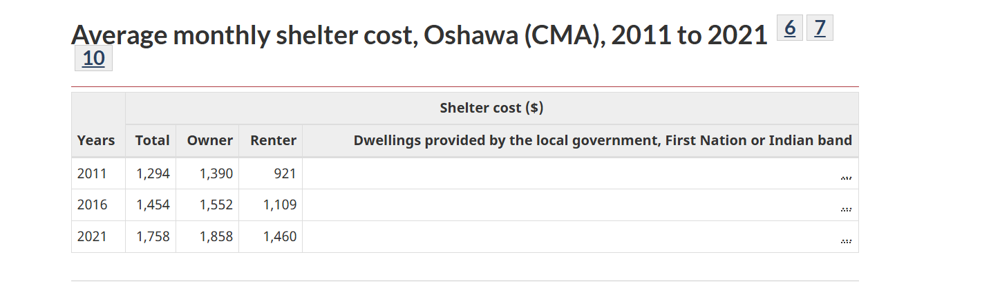 Average monthly shelter cost, Oshawa (CMA), 2011 to 2021 6 7
10
Shelter cost ($)
Years Total Owner Renter Dwellings provided by the local government, First Nation or Indian band
2011 1,294 1,390 921 ...
2016 1,454 1,552 1,109 ...
2021 1,758 1,858 1,460 ...